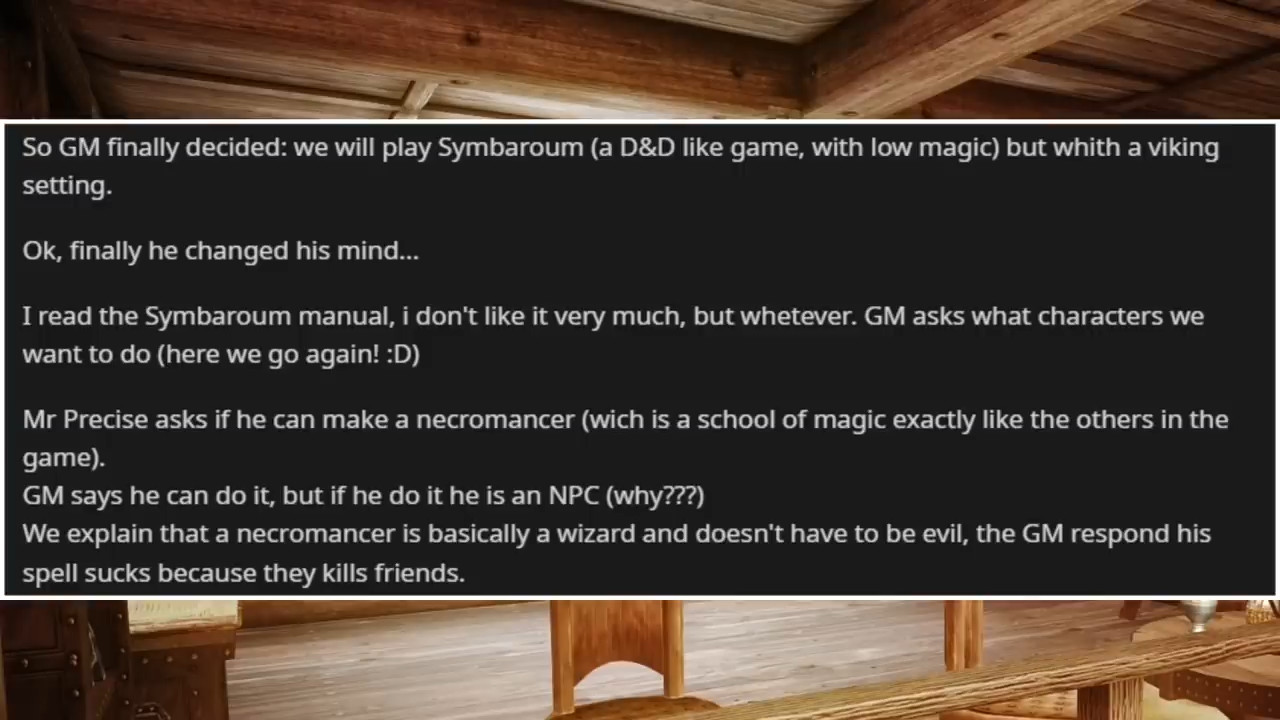 So GM finally decided: we will play Symbaroum (a D&D like game, with low magic) but whith a viking
setting.
Ok, finally he changed his mind...
I read the Symbaroum manual, i don't like it very much, but whatever. GM asks what characters we
want to do (here we go again! :D)
Mr Precise asks if he can make a necromancer (wich is a school of magic exactly like the others in the
game).
GM says he can do it, but if he do it he is an NPC (why???)
We explain that a necromancer is basically a wizard and doesn't have to be evil, the GM respond his
spell sucks because they kills friends.